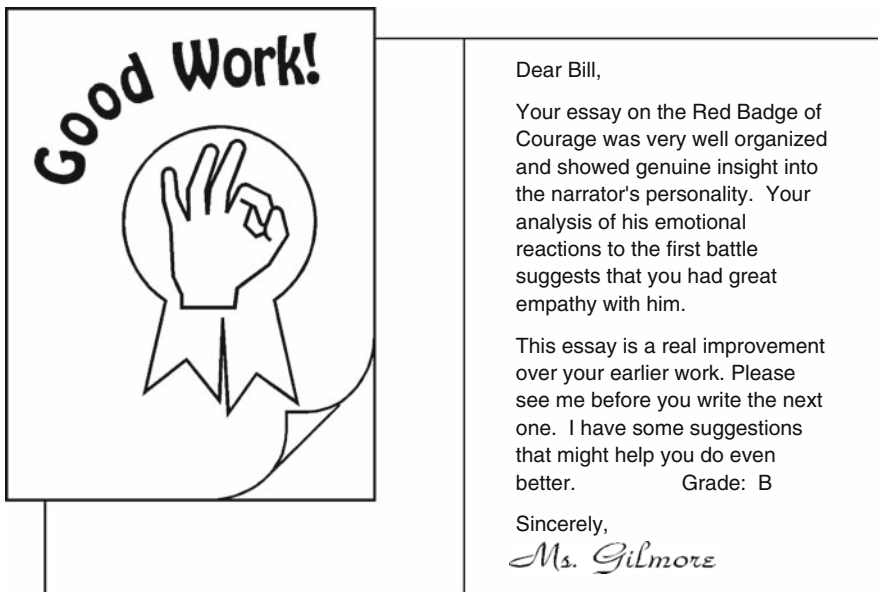 Good Work!
Dear Bill,
Your essay on the Red Badge of
Courage was very well organized
and showed genuine insight into
the narrator's personality.  Your
analysis of his emotional
reactions to the first battle
suggests that you had great
empathy with him.
This essay is a real improvement
over your earlier work. Please
see me before you write the next
one.  I have some suggestions
that might help you do even
better. Grade:  B
Sincerely,
Ms. Gilmore